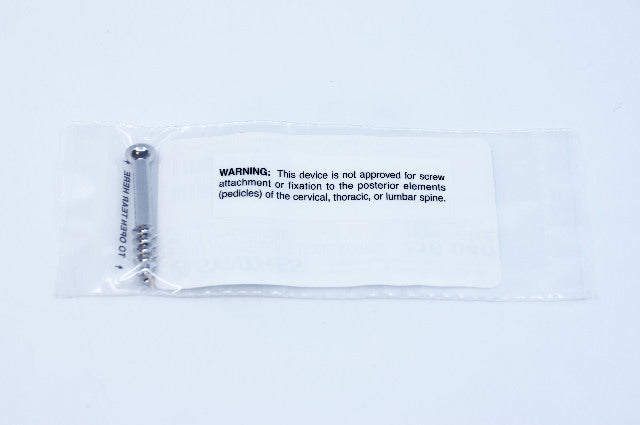 WARNING: This device is not approved for screw
attachment or fixation to the posterior elements
(pedicles) of the cervical, thoracic, or lumbar spine.
TO OPEN TEAR HERE
SYNTHES